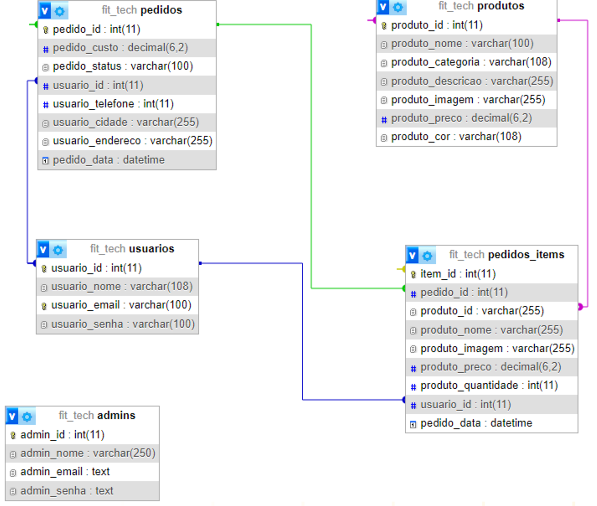 fit_tech pedidos
pedido_id : int(11)
# pedido_custo : decimal(6,2)
pedido_status : varchar(100)
# usuario_id : int(11)
# usuario_telefone : int(11)
usuario_cidade : varchar(255)
usuario_endereco : varchar(255)
pedido_data : datetime
fit_tech produtos
produto_id : int(11)
produto_nome : varchar(100)
produto_categoria : varchar(108)
produto_descricao : varchar(255)
produto_imagem : varchar(255)
# produto_preco : decimal(6,2)
produto_cor : varchar(108)
fit_tech usuarios
usuario_id : int(11)
usuario_nome : varchar(108)
usuario_email : varchar(100)
usuario_senha : varchar(100)
fit_tech pedidos_items
item_id : int(11)
# pedido_id : int(11)
produto_id : varchar(255)
produto_nome : varchar(255)
produto_imagem : varchar(255)
# produto_preco : decimal(6,2)
# produto_quantidade : int(11)
# usuario_id : int(11)
pedido_data : datetime
fit_tech admins
admin_id : int(11)
admin_nome : varchar(250)
admin_email : text
admin_senha : text